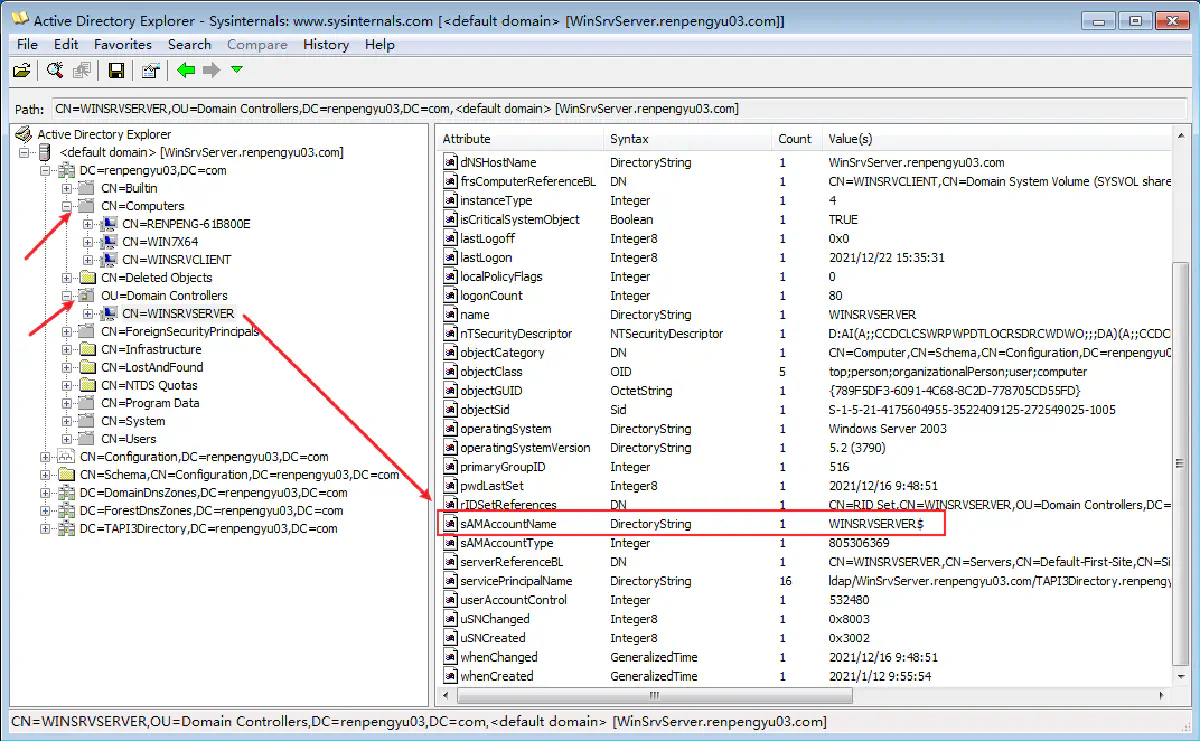 Active Directory Explorer - Sysinternals: www.sysinternals.com [<default domain> [WinSrvServer.renpengyu03.com]]
File Edit Favorites Search Compare History Help
Path: CN=WINSRVSERVER,OU=Domain Controllers,DC=renpengyu03,DC=com, <default domain> [WinSrvServer.renpengyu03.com]
Active Directory Explorer
<default domain> [WinSrvServer.renpengyu03.com]
DC=renpengyu03,DC=com
CN=Builtin
CN=Computers
CN=RENPENG-61B800E
CN=WIN7X64
CN=WINSRVCLIENT
CN=Deleted Objects
OU=Domain Controllers
CN=WINSRVSERVER
CN=ForeignSecurityPrincipals
CN=Infrastructure
CN=LostAndFound
CN=NTDS Quotas
CN=Program Data
CN=System
CN=Users
CN=Configuration,DC=renpengyu03,DC=com
CN=Schema,CN=Configuration,DC=renpengyu03,DC=com
DC=DomainDnsZones,DC=renpengyu03,DC=com
DC=ForestDnsZones,DC=renpengyu03,DC=com
DC=TAPI3Directory,DC=renpengyu03,DC=com
Attribute Syntax Count Value(s)
dNSHostName DirectoryString 1 WinSrvServer.renpengyu03.com
frsComputerReferenceBL DN 1 CN=WINSRVCLIENT,CN=Domain System Volume (SYSVOL share
instanceType Integer 1 4
isCriticalSystemObject Boolean 1 TRUE
lastLogoff Integer8 1 0x0
lastLogon Integer8 1 2021/12/22 15:35:31
localPolicyFlags Integer 1 0
logonCount Integer 1 80
name DirectoryString 1 WINSRVSERVER
nTSecurityDescriptor NTSecurityDescriptor 1 D:AI(A;;CCDCLCSWRPWPDTLOCRSDRCWDWO;;;DA)(A;;CCDC
objectCategory DN 1 CN=Computer,CN=Schema,CN=Configuration,DC=renpengyu0
objectClass OID 5 top;person;organizationalPerson;user;computer
objectGUID OctetString 1 {789F5DF3-6091-4C68-8C2D-778705CD55FD}
objectSid Sid 1 S-1-5-21-4175604955-3522409125-272549025-1005
operatingSystem DirectoryString 1 Windows Server 2003
operatingSystemVersion DirectoryString 1 5.2 (3790)
primaryGroupID Integer 1 516
pwdLastSet Integer8 1 2021/12/16 9:48:51
rIDSetReferences DN 1 CN=RID Set,CN=WINSRVSERVER,OU=Domain Controllers,DC=
sAMAccountName DirectoryString 1 WINSRVSERVER$
sAMAccountType Integer 1 805306369
serverReferenceBL DN 1 CN=WINSRVSERVER,CN=Servers,CN=Default-First-Site,CN=Si
servicePrincipalName DirectoryString 16 ldap/WinSrvServer.renpengyu03.com/TAPI3Directory.renpengy
userAccountControl Integer 1 532480
uSNChanged Integer8 1 0x8003
uSNCreated Integer8 1 0x3002
whenChanged GeneralizedTime 1 2021/12/16 9:48:51
whenCreated GeneralizedTime 1 2021/1/12 9:55:54
CN=WINSRVSERVER,OU=Domain Controllers,DC=renpengyu03,DC=com,<default domain> [WinSrvServer.renpengyu03.com]